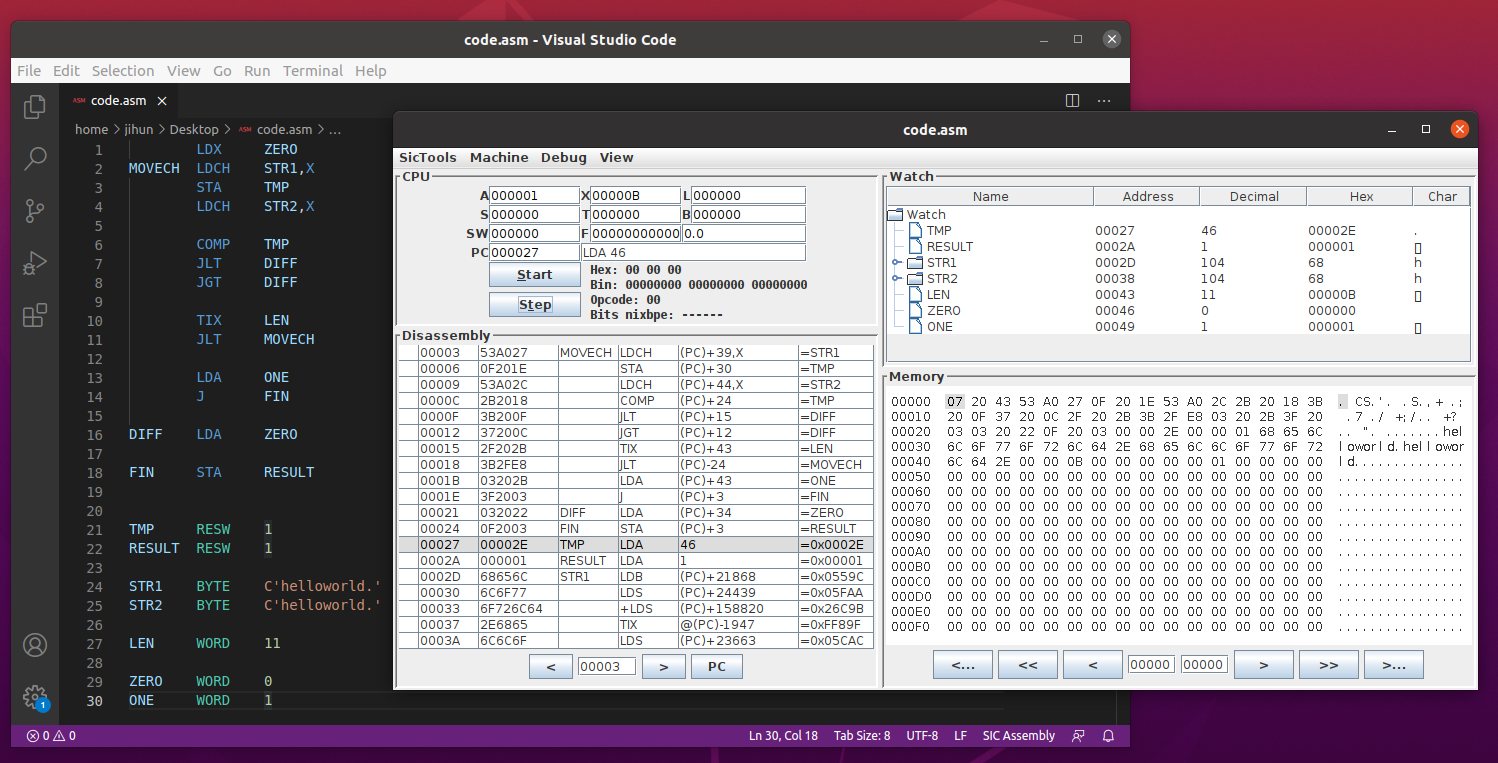 code.asm - Visual Studio Code
File Edit Selection View Go Run Terminal Help
ASM code.asm
home > jihun > Desktop > ASM code.asm > ...
1 LDX ZERO
2 MOVECH LDCH STR1,X
3 STA TMP
4 LDCH STR2,X
5
6 COMP TMP
7 JLT DIFF
8 JGT DIFF
9
10 TIX LEN
11 JLT MOVECH
12
13 LDA ONE
14 J FIN
15
16 DIFF LDA ZERO
17
18 FIN STA RESULT
19
20
21 TMP RESW 1
22 RESULT RESW 1
23
24 STR1 BYTE C'helloworld.'
25 STR2 BYTE C'helloworld.'
26
27 LEN WORD 11
28
29 ZERO WORD 0
30 ONE WORD 1
1
0 0 Ln 30, Col 18 Tab Size: 8 UTF-8 LF SIC Assembly
code.asm
SicTools Machine Debug View
CPU
A 000001 X 00000B L 000000
S 000000 T 000000 B 000000
SW 000000 F 000000000000 0.0
PC 000027 LDA 46
Start Hex: 00 00 00
Bin: 00000000 00000000 00000000
Step Opcode: 00
Bits nixbpe: ------
Disassembly
00003 53A027 MOVECH LDCH (PC)+39,X =STR1
00006 0F201E STA (PC)+30 =TMP
00009 53A02C LDCH (PC)+44,X =STR2
0000C 2B2018 COMP (PC)+24 =TMP
0000F 3B200F JLT (PC)+15 =DIFF
00012 37200C JGT (PC)+12 =DIFF
00015 2F202B TIX (PC)+43 =LEN
00018 3B2FE8 JLT (PC)-24 =MOVECH
0001B 03202B LDA (PC)+43 =ONE
0001E 3F2003 J (PC)+3 =FIN
00021 032022 DIFF LDA (PC)+34 =ZERO
00024 0F2003 FIN STA (PC)+3 =RESULT
00027 00002E TMP LDA 46 =0x0002E
0002A 000001 RESULT LDA 1 =0x00001
0002D 68656C STR1 LDB (PC)+21868 =0x0559C
00030 6C6F77 LDS (PC)+24439 =0x05FAA
00033 6F726C64 +LDS (PC)+158820 =0x26C9B
00037 2E6865 TIX @(PC)-1947 =0xFF89F
0003A 6C6C6F LDS (PC)+23663 =0x05CAC
< 00003 > PC
Watch
Name Address Decimal Hex Char
Watch
TMP 00027 46 00002E .
RESULT 0002A 1 000001
STR1 0002D 104 68 h
STR2 00038 104 68 h
LEN 00043 11 00000B
ZERO 00046 0 000000
ONE 00049 1 000001
Memory
00000 07 20 43 53 A0 27 0F 20 1E 53 A0 2C 2B 20 18 3B . CS.'. .S.,+ .;
00010 20 0F 37 20 0C 2F 20 2B 3B 2F E8 03 20 2B 3F 20 .7 ./ +;/.. +?
00020 03 03 20 22 0F 20 03 00 00 2E 00 00 01 68 65 6C .. ". .......hel
00030 6C 6F 77 6F 72 6C 64 2E 68 65 6C 6C 6F 77 6F 72 loworld.hellowor
00040 6C 64 2E 00 00 0B 00 00 00 00 00 01 00 00 00 00 ld..............
00050 00 00 00 00 00 00 00 00 00 00 00 00 00 00 00 00 ................
00060 00 00 00 00 00 00 00 00 00 00 00 00 00 00 00 00 ................
00070 00 00 00 00 00 00 00 00 00 00 00 00 00 00 00 00 ................
00080 00 00 00 00 00 00 00 00 00 00 00 00 00 00 00 00 ................
00090 00 00 00 00 00 00 00 00 00 00 00 00 00 00 00 00 ................
000A0 00 00 00 00 00 00 00 00 00 00 00 00 00 00 00 00 ................
000B0 00 00 00 00 00 00 00 00 00 00 00 00 00 00 00 00 ................
000C0 00 00 00 00 00 00 00 00 00 00 00 00 00 00 00 00 ................
000D0 00 00 00 00 00 00 00 00 00 00 00 00 00 00 00 00 ................
000E0 00 00 00 00 00 00 00 00 00 00 00 00 00 00 00 00 ................
000F0 00 00 00 00 00 00 00 00 00 00 00 00 00 00 00 00 ................
<... << < 00000 00000 > >> >...